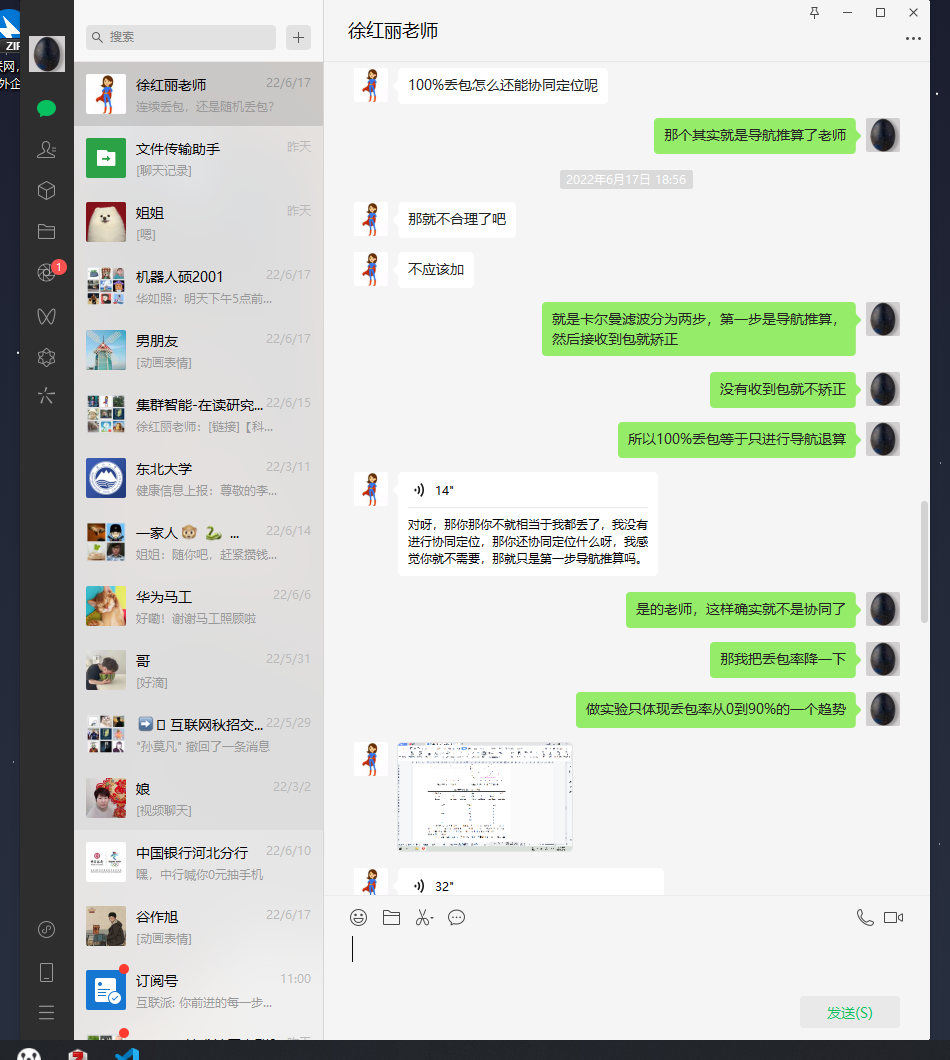 ZIP
联网,
外企
搜索
徐红丽老师
22/6/17
连续丢包，还是随机丢包?
文件传输助手
昨天
[聊天记录]
姐姐
昨天
[嗯]
机器人硕2001
22/6/17
华如照：明天下午5点前...
1
男朋友
22/6/17
[动画表情]
集群智能-在读研究...
22/6/15
徐红丽老师：[链接]【科...
东北大学
22/3/11
健康信息上报：尊敬的李...
一家人🐵 🐍 ...
22/6/14
姐姐：随你吧，赶紧攒钱...
华为马工
22/6/6
好嘞！谢谢马工照顾啦
哥
22/5/31
[好滴]
➡ 互联网秋招交...
22/5/29
"孙莫凡" 撤回了一条消息
娘
22/3/2
[视频聊天]
中国银行河北分行
22/6/10
嘿，中行喊你0元抽手机
谷作旭
22/6/17
[动画表情]
订阅号
11:00
互联派: 你前进的每一步...
昨天
徐红丽老师
100%丢包怎么还能协同定位呢
那个其实就是导航推算了老师
2022年6月17日 18:56
那就不合理了吧
不应该加
就是卡尔曼滤波分为两步，第一步是导航推算，
然后接收到包就矫正
没有收到包就不矫正
所以100%丢包等于只进行导航退算
14"
对呀，那你那你不就相当于我都丢了，我没有
进行协同定位，那你还协同定位什么呀，我感
觉你就不需要，那就只是第一步导航推算吗。
是的老师，这样确实就不是协同了
那我把丢包率降一下
做实验只体现丢包率从0到90%的一个趋势
32"
发送(S)